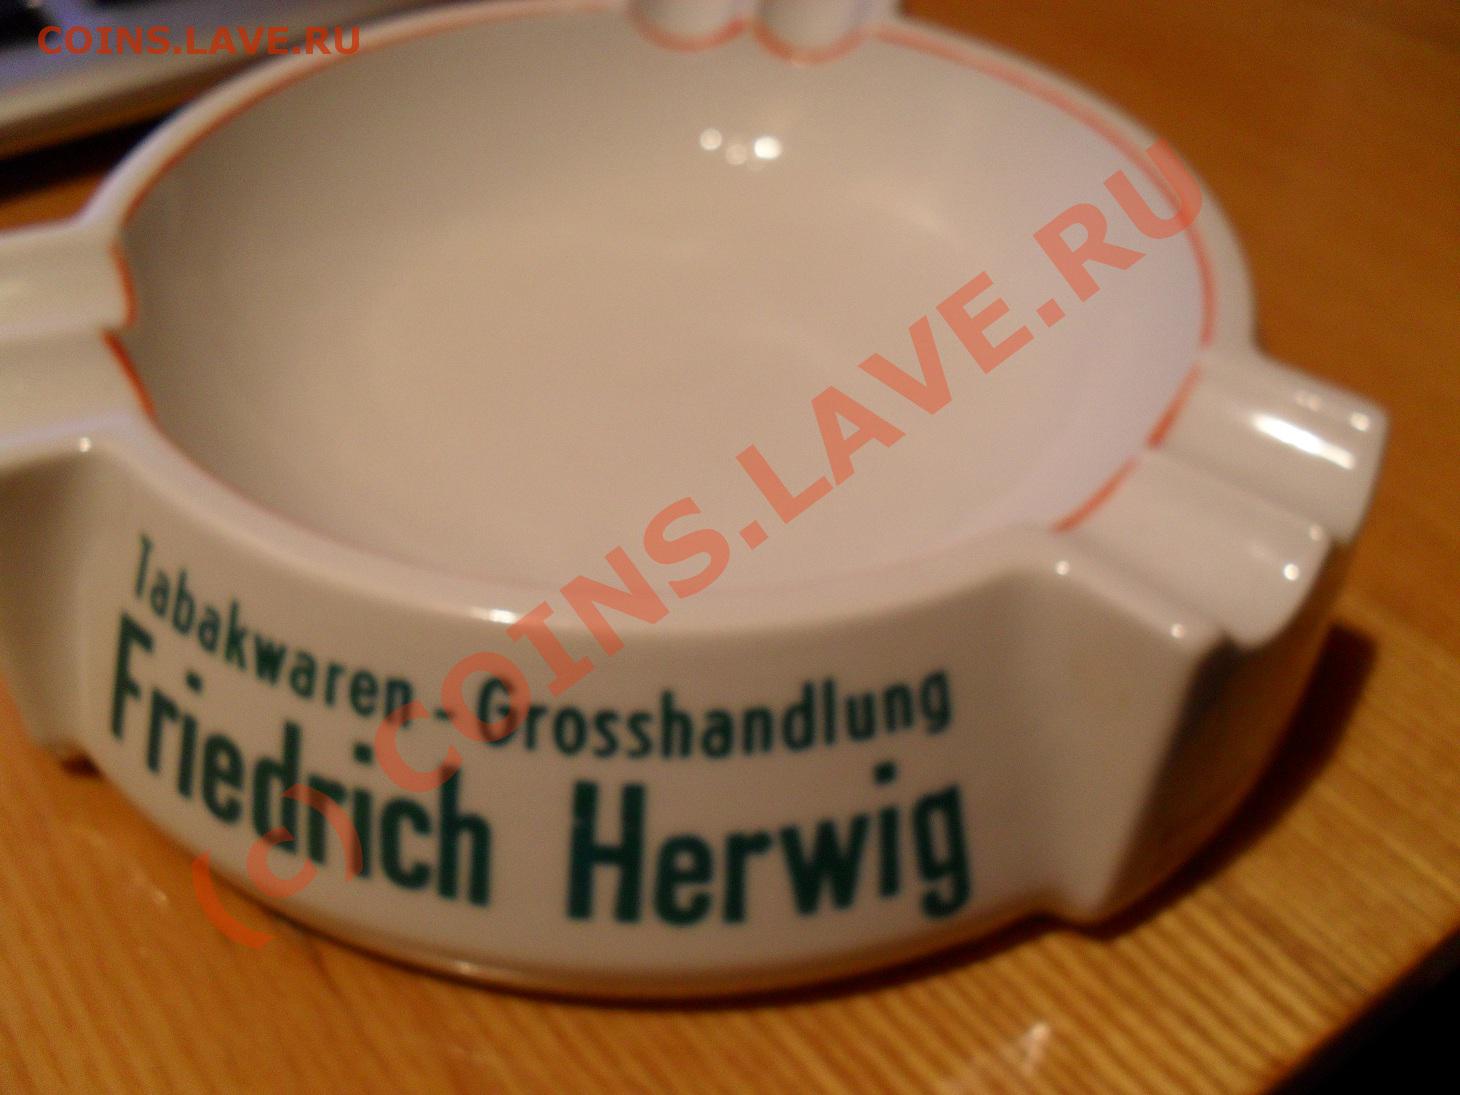 COINS.LAVE.RU
Tabakwaren - Grosshandlung
Friedrich Herwig
(c) COINS.LAVE.RU